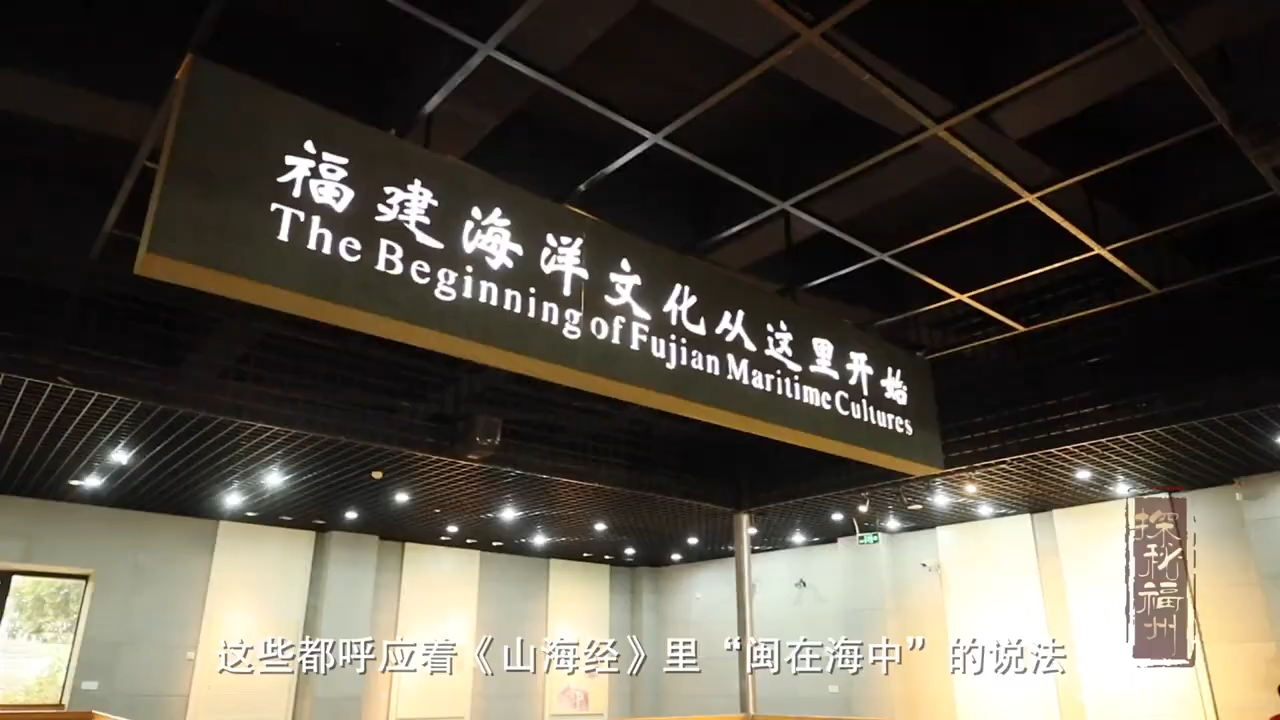 福建海洋文化从这里开始
The Beginning of Fujian Maritime Cultures
探秘福州
这些都呼应着《山海经》里“闽在海中”的说法